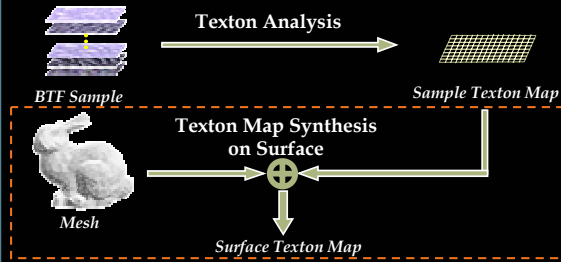 Texton Analysis
BTF Sample
Sample Texton Map
Texton Map Synthesis
on Surface
Mesh
Surface Texton Map